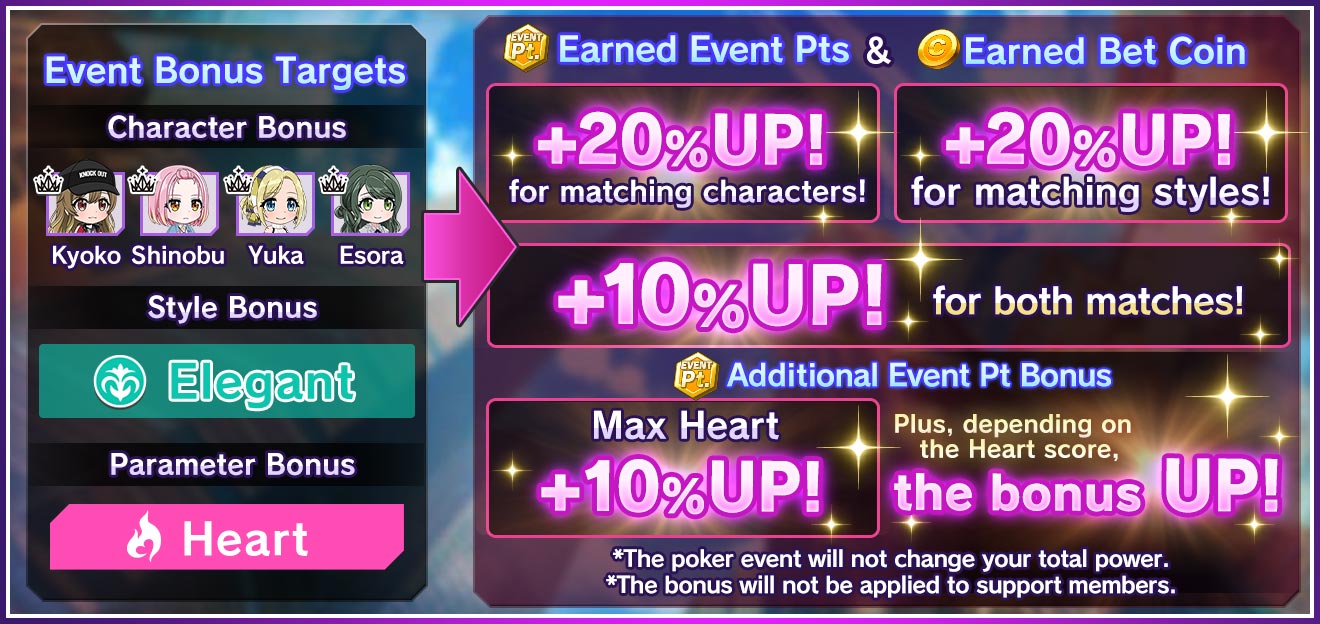 Event Bonus Targets
Character Bonus
KNOCK OUT
Kyoko Shinobu Yuka Esora
Style Bonus
Elegant
Parameter Bonus
Heart
EVENT Pt. Earned Event Pts & C Earned Bet Coin
+20%UP!
for matching characters!
+20%UP!
for matching styles!
+10%UP! for both matches!
EVENT Pt. Additional Event Pt Bonus
Max Heart
+10%UP!
Plus, depending on
the Heart score,
the bonus UP!
*The poker event will not change your total power.
*The bonus will not be applied to support members.